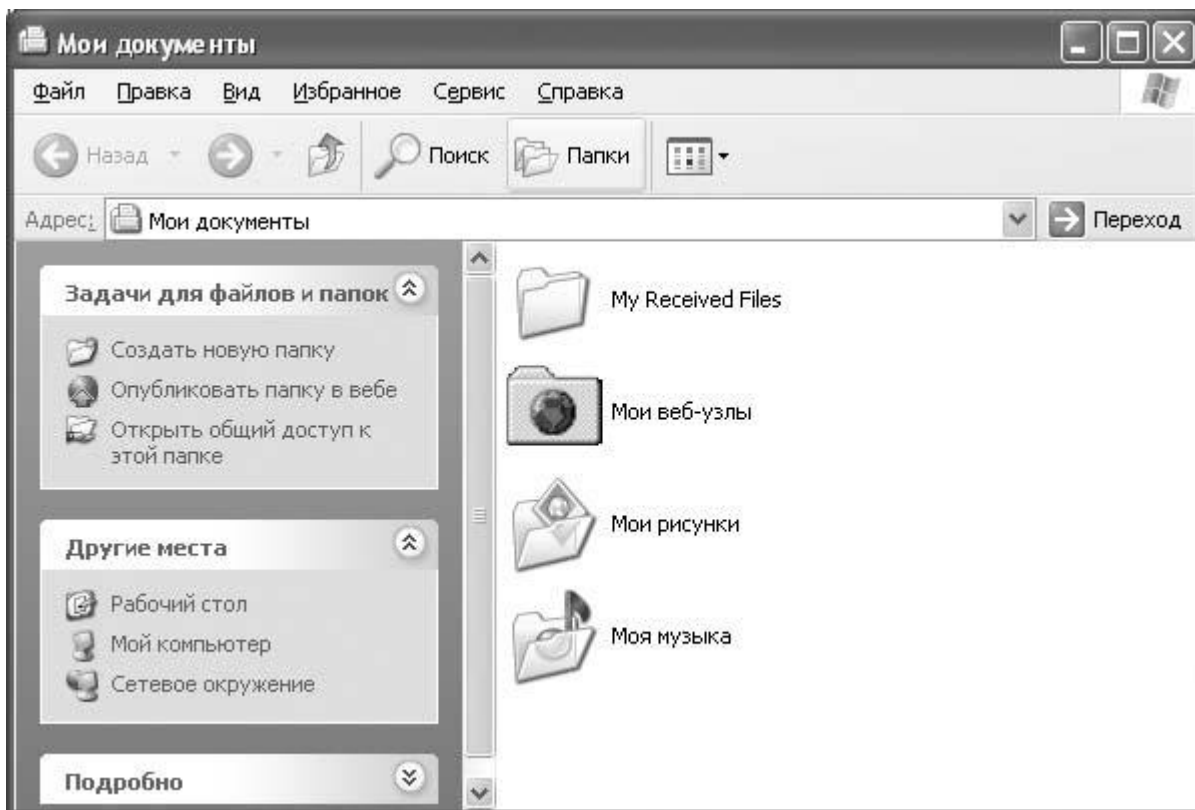 Мои документы
Файл Правка Вид Избранное Сервис Справка
Назад Поиск Папки
Адрес: Мои документы Переход
Задачи для файлов и папок
Создать новую папку
Опубликовать папку в вебе
Открыть общий доступ к
этой папке
Другие места
Рабочий стол
Мой компьютер
Сетевое окружение
Подробно
My Received Files
Мои веб-узлы
Мои рисунки
Моя музыка